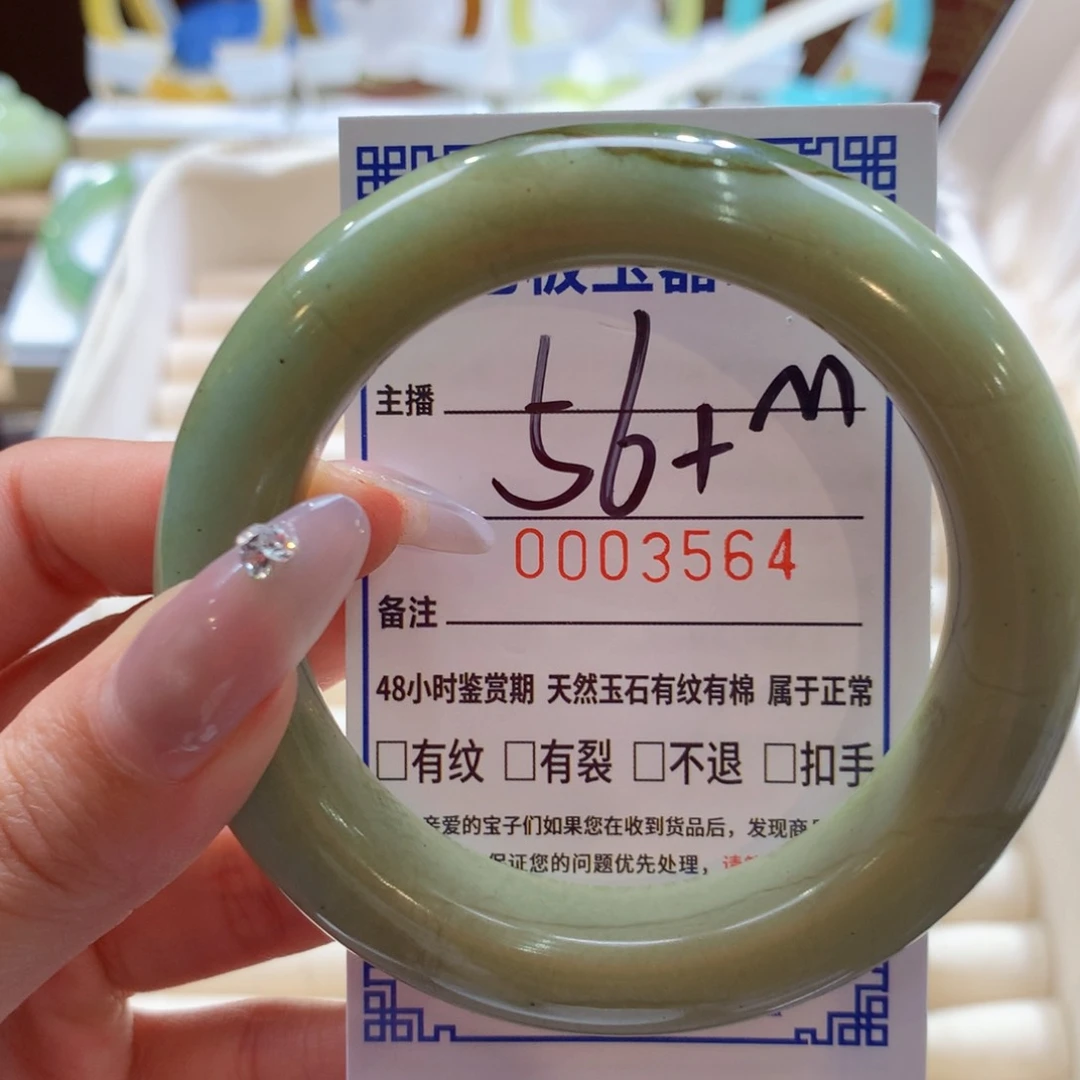 板玉器
主播 56+ m
0003564
备注
48小时鉴赏期 天然玉石有纹有棉 属于正常
□有纹 □有裂 □不退 □扣手
亲爱的宝子们如果您在收到货品后，发现商
保证您的问题优先处理，